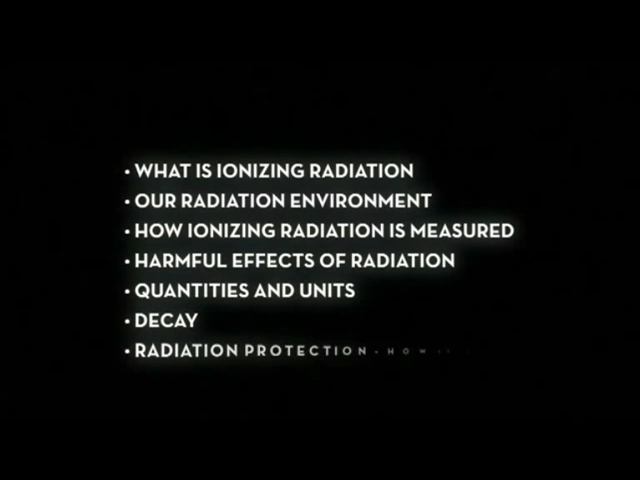 • WHAT IS IONIZING RADIATION
• OUR RADIATION ENVIRONMENT
• HOW IONIZING RADIATION IS MEASURED
• HARMFUL EFFECTS OF RADIATION
• QUANTITIES AND UNITS
• DECAY
• RADIATION PROTECTION - HOW